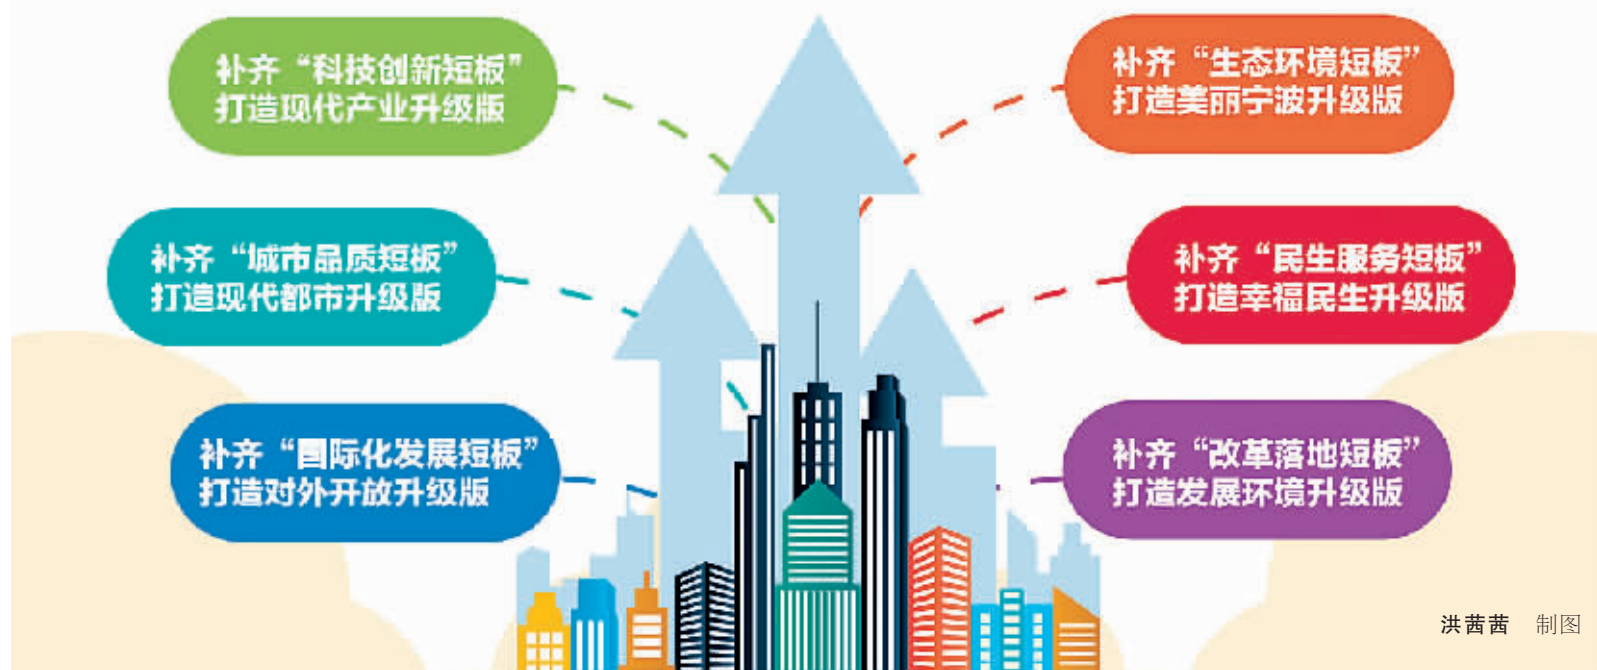 补齐“科技创新短板”
打造现代产业升级版
补齐“生态环境短板”
打造美丽宁波升级版
补齐“城市品质短板”
打造现代都市升级版
补齐“民生服务短板”
打造幸福民生升级版
补齐“国际化发展短板”
打造对外开放升级版
补齐“改革落地短板”
打造发展环境升级版
洪茜茜 制图